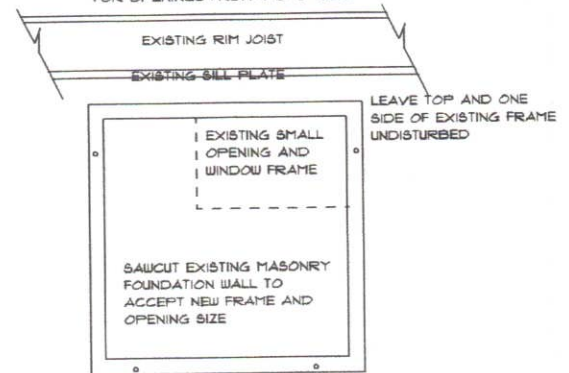 EXISTING RIM JOIST
EXISTING SILL PLATE
LEAVE TOP AND ONE
SIDE OF EXISTING FRAME
UNDISTURBED
EXISTING SMALL
OPENING AND
WINDOW FRAME
SAWCUT EXISTING MASONRY
FOUNDATION WALL TO
ACCEPT NEW FRAME AND
OPENING SIZE